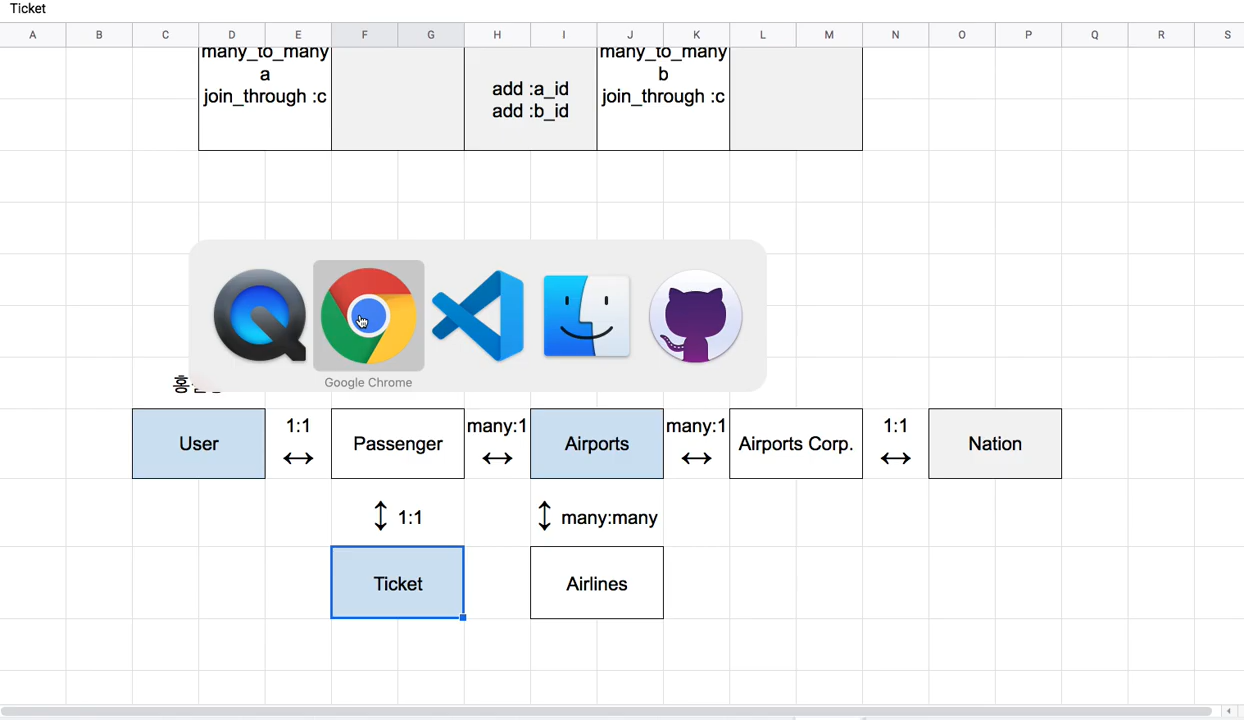 Ticket
A B C D E F G H I J K L M N O P Q R S
many_to_many
a
join_through :c
add :a_id
add :b_id
many_to_many
b
join_through :c
Google Chrome
User
1:1
Passenger
many:1
Airports
many:1
Airports Corp.
1:1
Nation
1:1
many:many
Ticket
Airlines